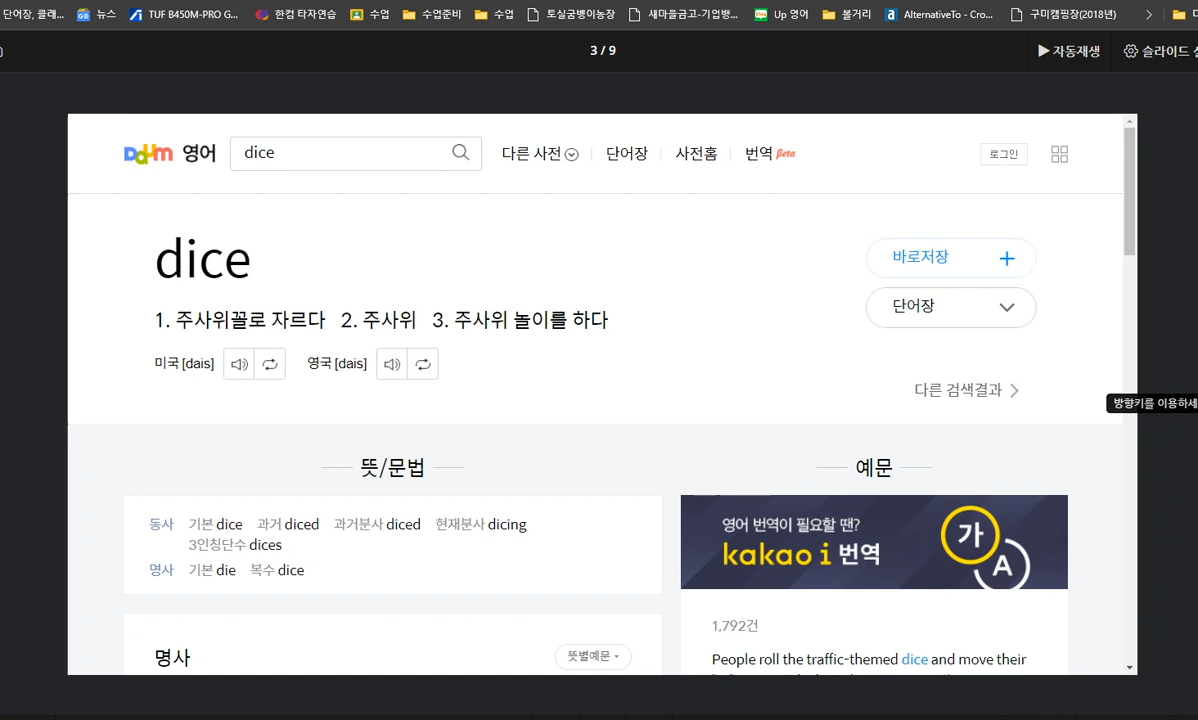 단어장, 클래... 뉴스 TUF B450M-PRO G... 한컴 타자연습 수업 수업준비 수업 토실굼벵이농장 새마을금고-기업뱅... Up 영어 볼거리 AlternativeTo - Cro... 구미캠핑장(2018년)
3 / 9 자동재생 슬라이드
Daum 영어 dice 다른 사전 단어장 사전홈 번역 Beta 로그인
dice
바로저장
1. 주사위꼴로 자르다 2. 주사위 3. 주사위 놀이를 하다
단어장
미국 [dais] 영국 [dais]
다른 검색결과
방향키를 이용하세
뜻/문법 예문
동사 기본 dice 과거 diced 과거분사 diced 현재분사 dicing
3인칭단수 dices
명사 기본 die 복수 dice
영어 번역이 필요할 땐?
kakao i 번역
가 A
1,792건
명사 뜻별예문
People roll the traffic-themed dice and move their